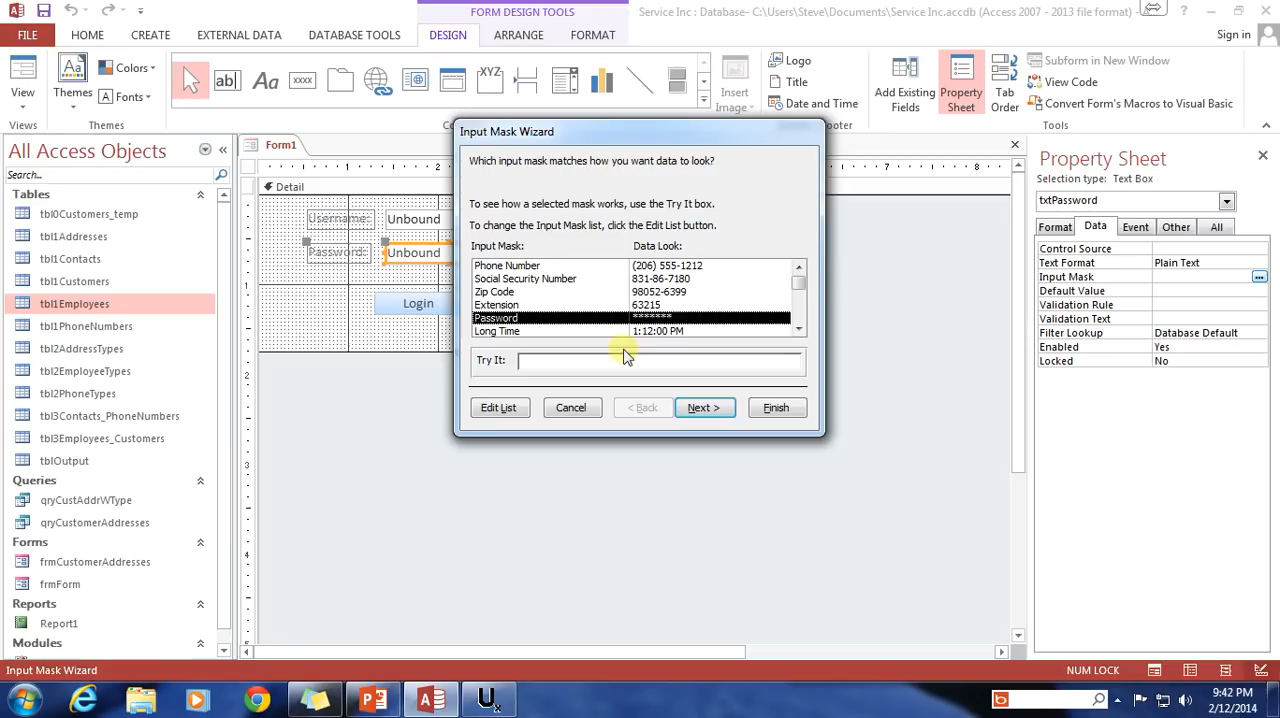 FORM DESIGN TOOLS
Service Inc : Database- C:\Users\Steve\Documents\Service Inc.accdb (Access 2007 - 2013 file format)
?
FILE
HOME
CREATE
EXTERNAL DATA
DATABASE TOOLS
DESIGN
ARRANGE
FORMAT
Sign in
View
Themes
Colors
Fonts
ab|
Aa
xxxx
XYZ
Insert
Image
Logo
Title
Date and Time
Add Existing
Fields
Property
Sheet
Tab
Order
Subform in New Window
View Code
Convert Form's Macros to Visual Basic
Views
Themes
Tools
All Access Objects
Search...
Tables
tbl0Customers_temp
tbl1Addresses
tbl1Contacts
tbl1Customers
tbl1Employees
tbl1PhoneNumbers
tbl2AddressTypes
tbl2EmployeeTypes
tbl2PhoneTypes
tbl3Contacts_PhoneNumbers
tbl3Employees_Customers
tblOutput
Queries
qryCustAddrWType
qryCustomerAddresses
Forms
frmCustomerAddresses
frmForm
Reports
Report1
Modules
Form1
Detail
Username:
Unbound
Password:
Unbound
Login
Input Mask Wizard
Which input mask matches how you want data to look?
To see how a selected mask works, use the Try It box.
To change the Input Mask list, click the Edit List button.
Input Mask: Data Look:
Phone Number (206) 555-1212
Social Security Number 831-86-7180
Zip Code 98052-6399
Extension 63215
Password *******
Long Time 1:12:00 PM
Try It:
Edit List
Cancel
< Back
Next >
Finish
Property Sheet
Selection type: Text Box
txtPassword
Format
Data
Event
Other
All
Control Source
Text Format Plain Text
Input Mask
Default Value
Validation Rule
Validation Text
Filter Lookup Database Default
Enabled Yes
Locked No
Input Mask Wizard
NUM LOCK
9:42 PM
2/12/2014